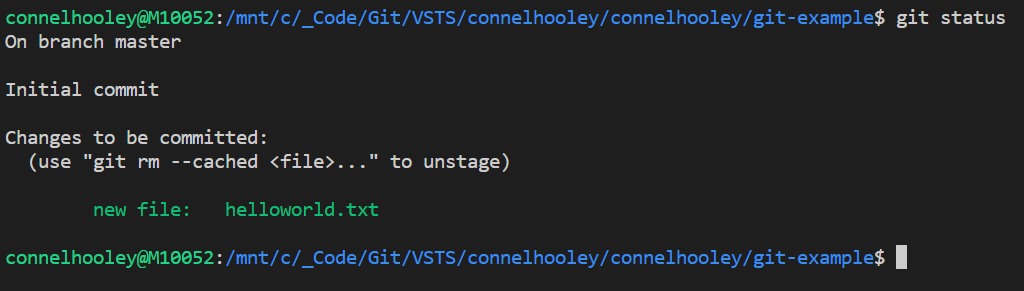 connelhooley@M10052:/mnt/c/_Code/Git/VSTS/connelhooley/connelhooley/git-example$ git status
On branch master
Initial commit
Changes to be committed:
  (use "git rm --cached <file>..." to unstage)
        new file:   helloworld.txt
connelhooley@M10052:/mnt/c/_Code/Git/VSTS/connelhooley/connelhooley/git-example$